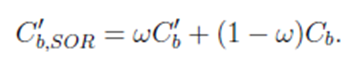 C′_{b,SOR} = ωC′_b + (1 − ω)C_b.